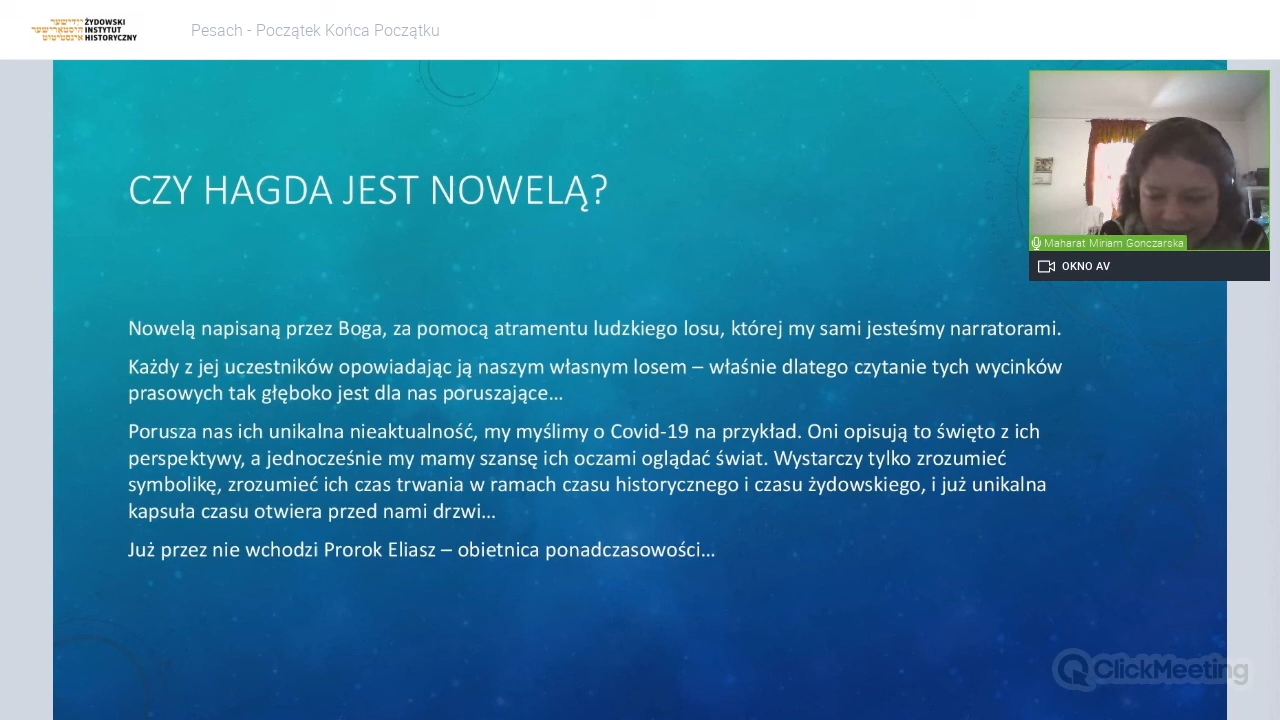 ייִדישער
היסטאָרישער
אינסטיטוט
ŻYDOWSKI
INSTYTUT
HISTORYCZNY
Pesach - Początek Końca Początku
CZY HAGDA JEST NOWELĄ?
Nowelą napisaną przez Boga, za pomocą atramentu ludzkiego losu, której my sami jesteśmy narratorami.
Każdy z jej uczestników opowiadając ją naszym własnym losem – właśnie dlatego czytanie tych wycinków
prasowych tak głęboko jest dla nas poruszające...
Porusza nas ich unikalna nieaktualność, my myślimy o Covid-19 na przykład. Oni opisują to święto z ich
perspektywy, a jednocześnie my mamy szansę ich oczami oglądać świat. Wystarczy tylko zrozumieć
symbolikę, zrozumieć ich czas trwania w ramach czasu historycznego i czasu żydowskiego, i już unikalna
kapsuła czasu otwiera przed nami drzwi...
Już przez nie wchodzi Prorok Eliasz – obietnica ponadczasowości...
Maharat Miriam Gonczarska
OKNO AV
ClickMeeting